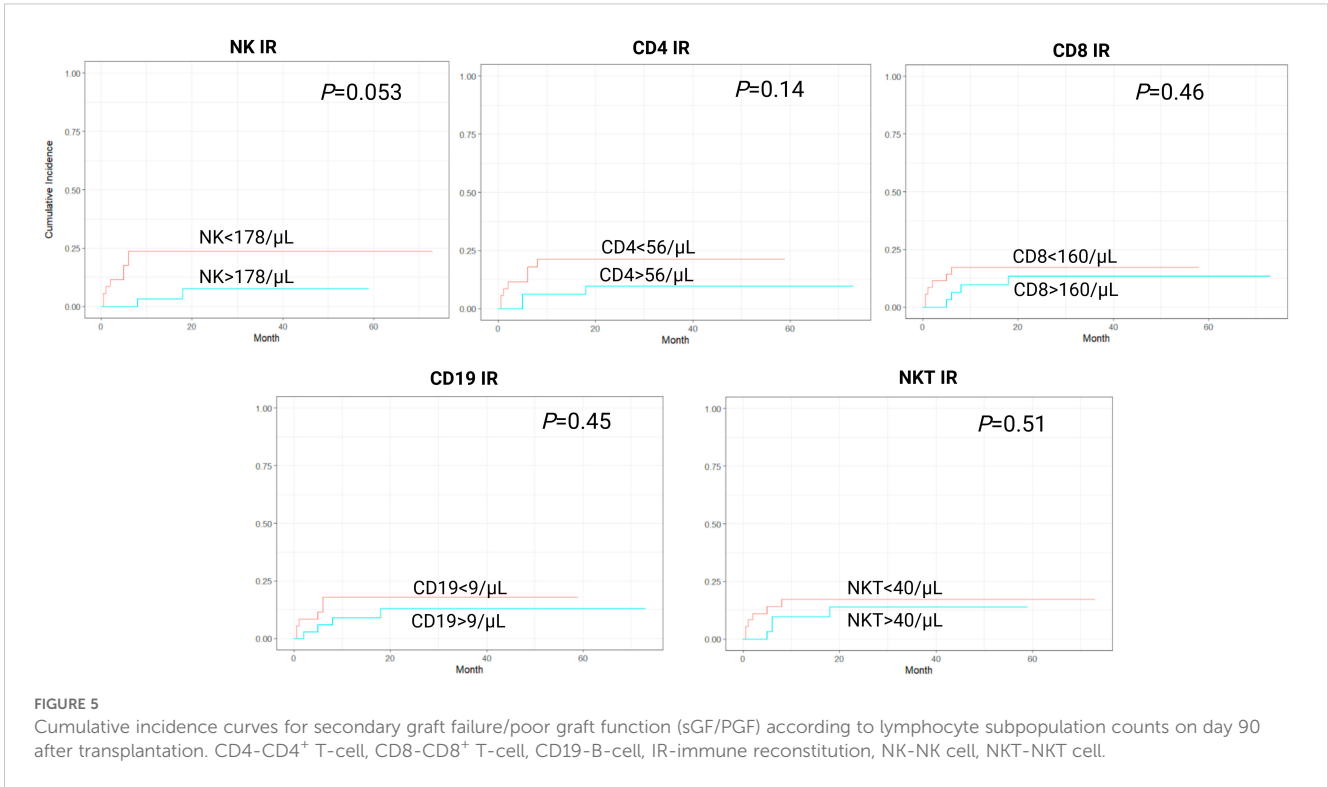 NK IR
P=0.053
1.00
0.75
0.50
0.25
0.00
Cumulative Incidence
NK<178/µL
NK>178/µL
0 20 40 60
Month
CD4 IR
P=0.14
1.00
0.75
0.50
0.25
0.00
CD4<56/µL
CD4>56/µL
0 20 40 60
Month
CD8 IR
P=0.46
1.00
0.75
0.50
0.25
0.00
CD8<160/µL
CD8>160/µL
0 20 40 60
Month
CD19 IR
P=0.45
1.00
0.75
0.50
0.25
0.00
CD19<9/µL
CD19>9/µL
0 20 40 60
Month
NKT IR
P=0.51
1.00
0.75
0.50
0.25
0.00
NKT<40/µL
NKT>40/µL
0 20 40 60
Month
FIGURE 5
Cumulative incidence curves for secondary graft failure/poor graft function (sGF/PGF) according to lymphocyte subpopulation counts on day 90
after transplantation. CD4-CD4⁺ T-cell, CD8-CD8⁺ T-cell, CD19-B-cell, IR-immune reconstitution, NK-NK cell, NKT-NKT cell.